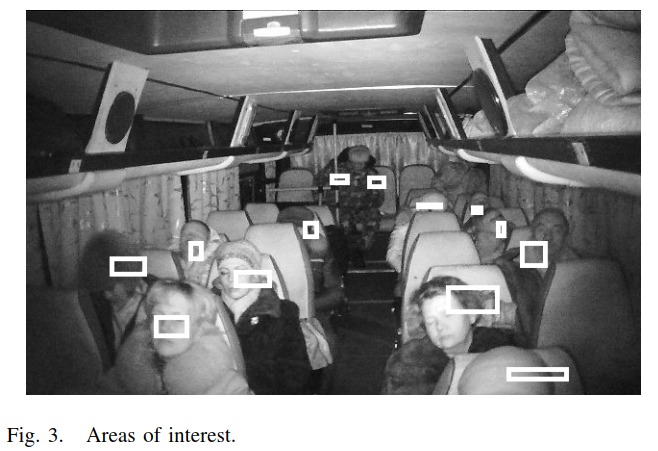 Fig. 3. Areas of interest.